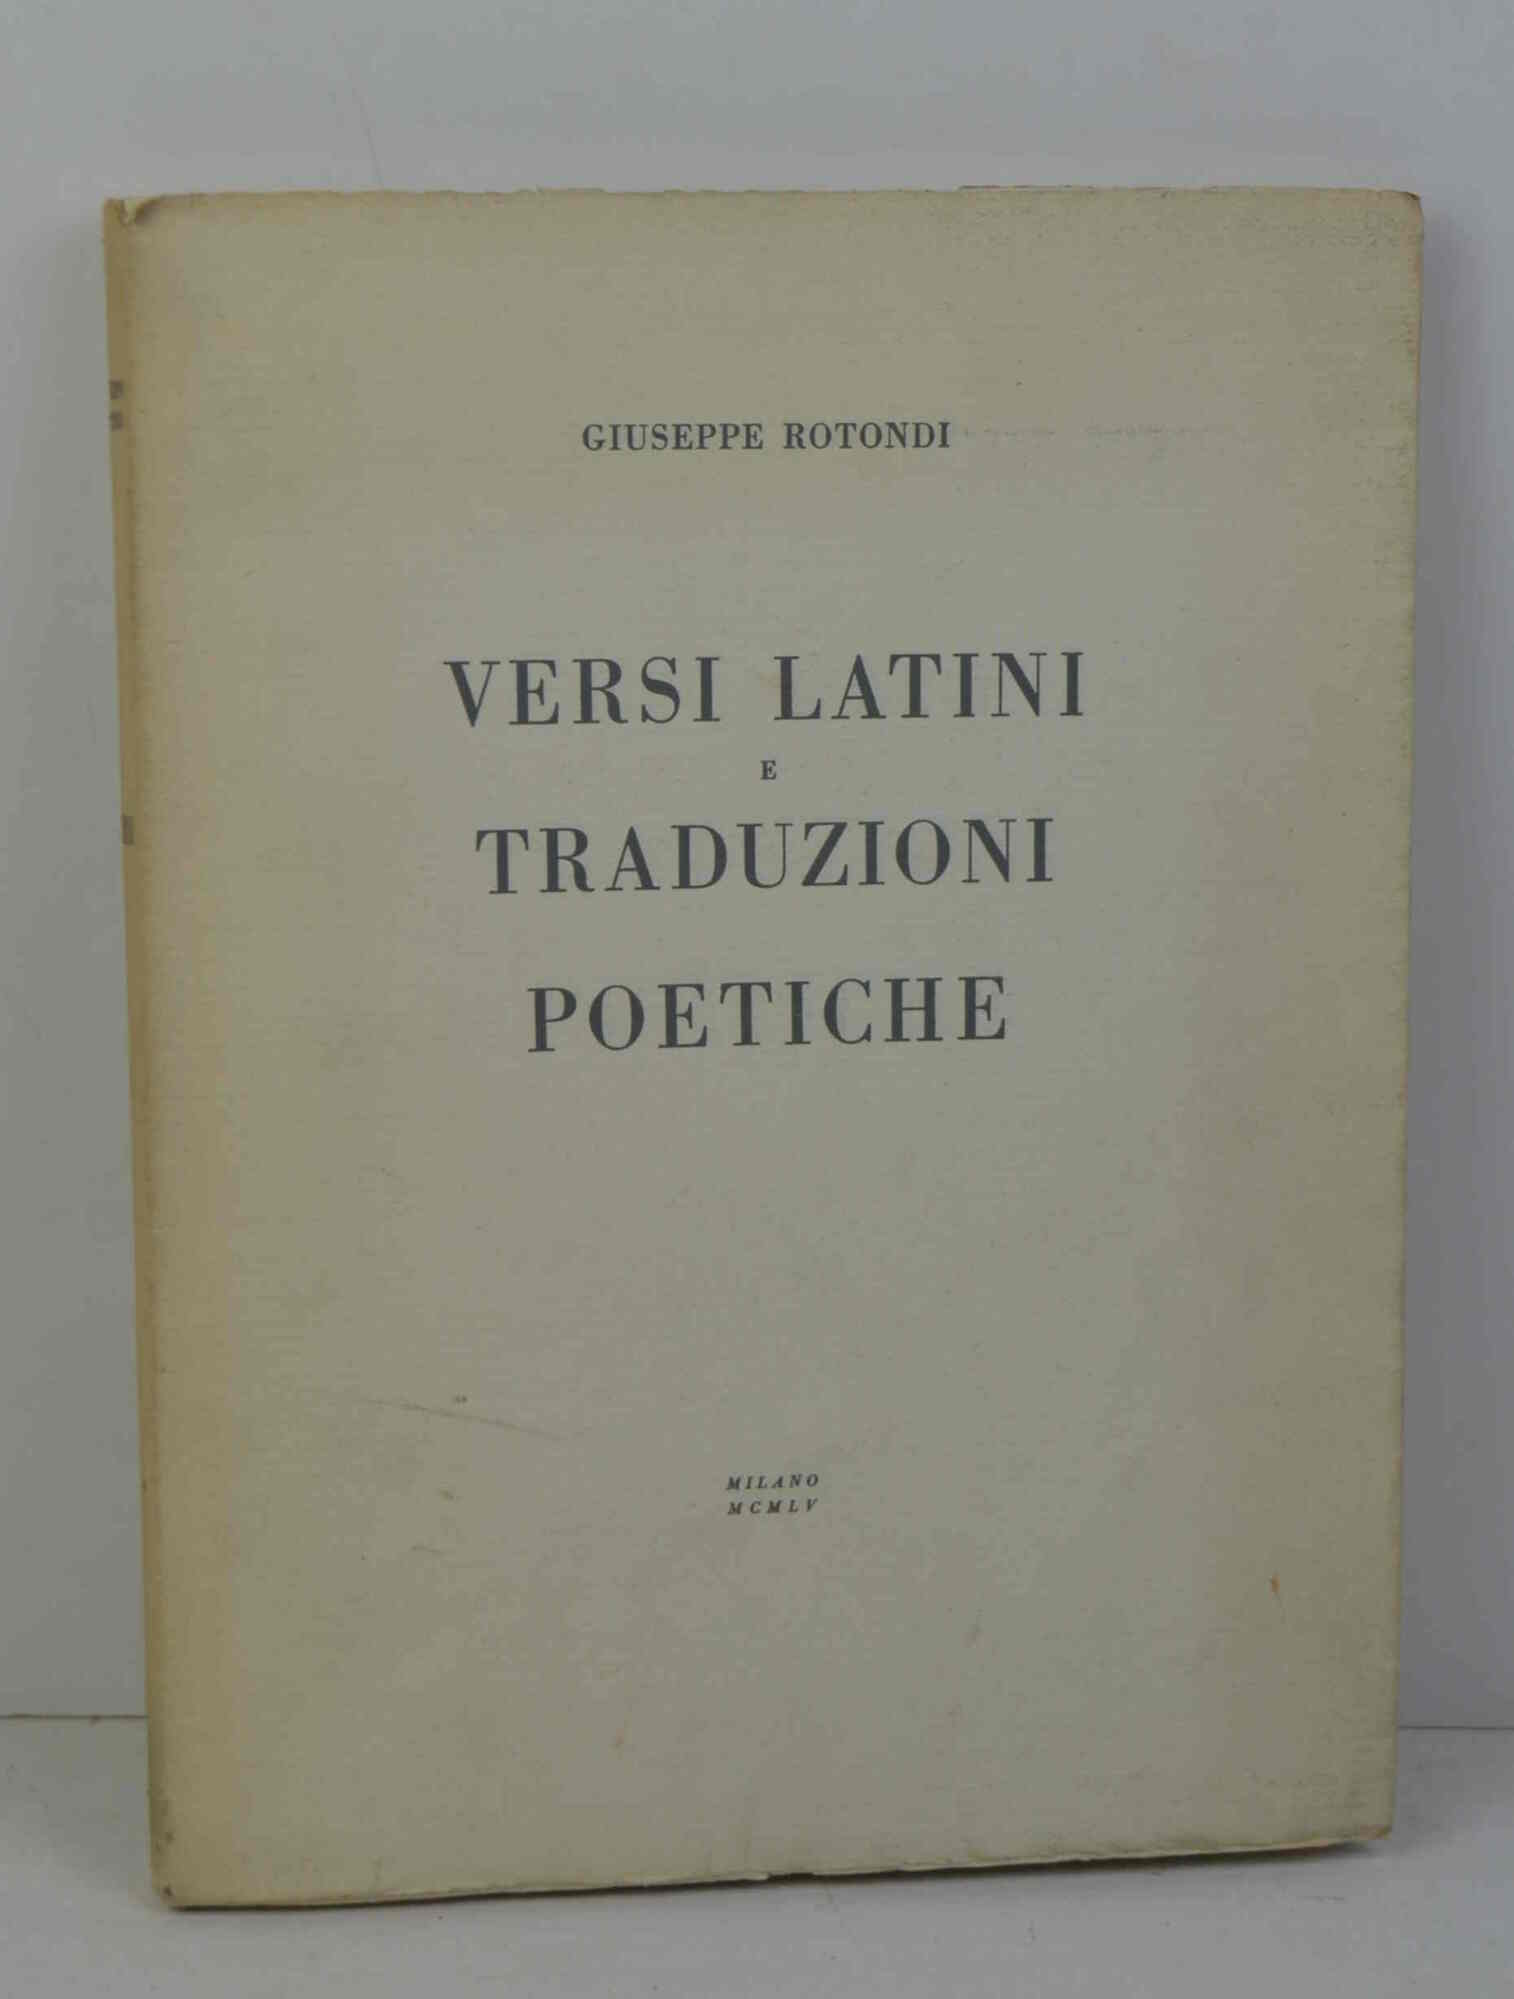 GIUSEPPE ROTONDI
VERSI LATINI
E
TRADUZIONI
POETICHE
MILANO
MCMLV